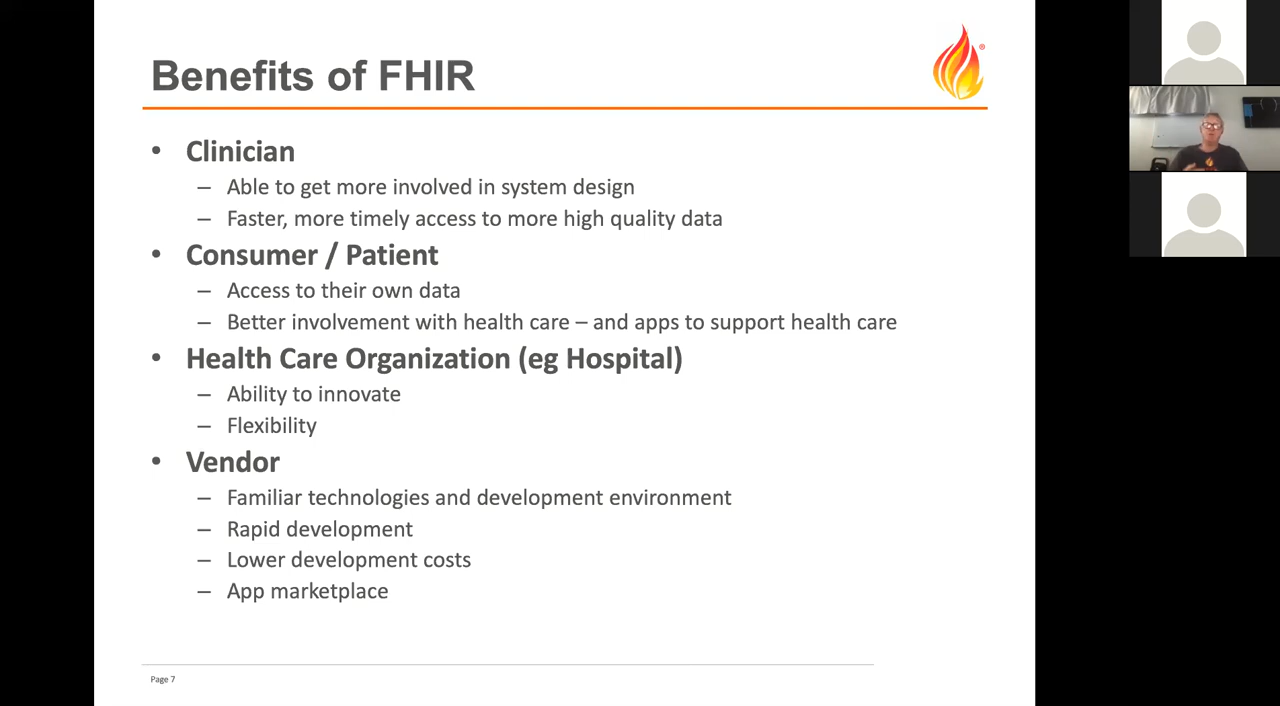 Benefits of FHIR
®
• Clinician
– Able to get more involved in system design
– Faster, more timely access to more high quality data
• Consumer / Patient
– Access to their own data
– Better involvement with health care – and apps to support health care
• Health Care Organization (eg Hospital)
– Ability to innovate
– Flexibility
• Vendor
– Familiar technologies and development environment
– Rapid development
– Lower development costs
– App marketplace
Page 7